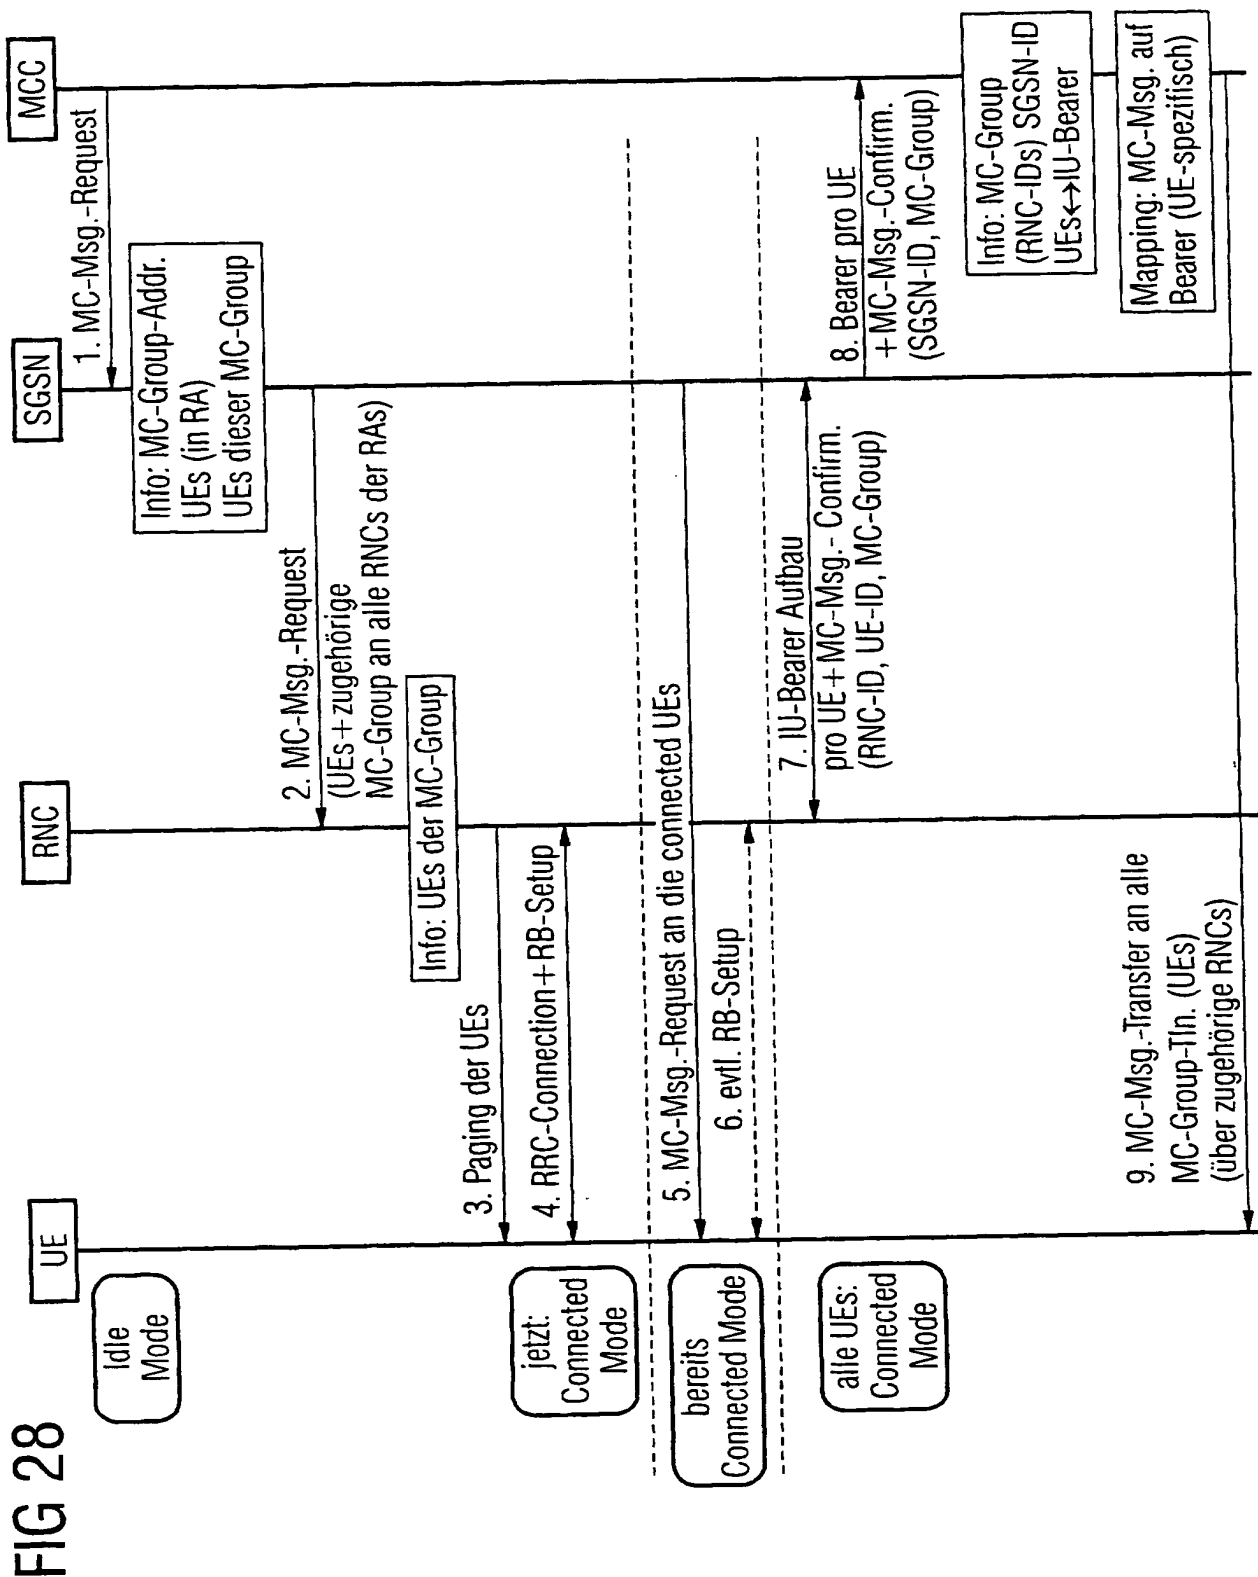 FIG 28
UE
RNC
SGSN
MCC
Idle
Mode
1. MC-Msg.-Request
Info: MC-Group-Addr.
UEs (in RA)
UEs dieser MC-Group
2. MC-Msg.-Request
(UEs+zugehörige
MC-Group an alle RNCs der RAs)
Info: UEs der MC-Group
3. Paging der UEs
4. RRC-Connection+RB-Setup
jetzt:
Connected
Mode
5. MC-Msg.-Request an die connected UEs
6. evtl. RB-Setup
bereits
Connected Mode
7. IU-Bearer Aufbau
pro UE+MC-Msg.- Confirm.
(RNC-ID, UE-ID, MC-Group)
8. Bearer pro UE
+MC-Msg.-Confirm.
(SGSN-ID, MC-Group)
alle UEs:
Connected
Mode
Info: MC-Group
(RNC-IDs) SGSN-ID
UEs↔IU-Bearer
Mapping: MC-Msg. auf
Bearer (UE-spezifisch)
9. MC-Msg.-Transfer an alle
MC-Group-Tln. (UEs)
(über zugehörige RNCs)